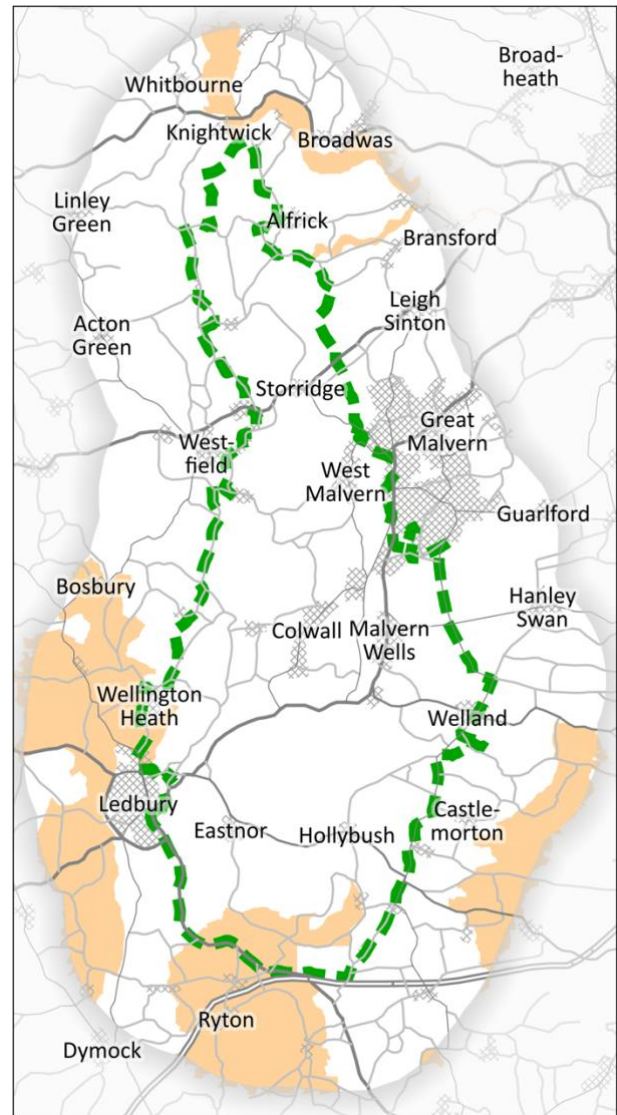 Broad-
heath
Whitbourne
Knightwick
Broadwas
Linley
Green
Alfrick
Bransford
Leigh
Sinton
Acton
Green
Storridge
Great
Malvern
West-
field
West
Malvern
Guarlford
Bosbury
Hanley
Swan
Colwall
Malvern
Wells
Wellington
Heath
Welland
Ledbury
Castle-
morton
Eastnor
Hollybush
Ryton
Dymock